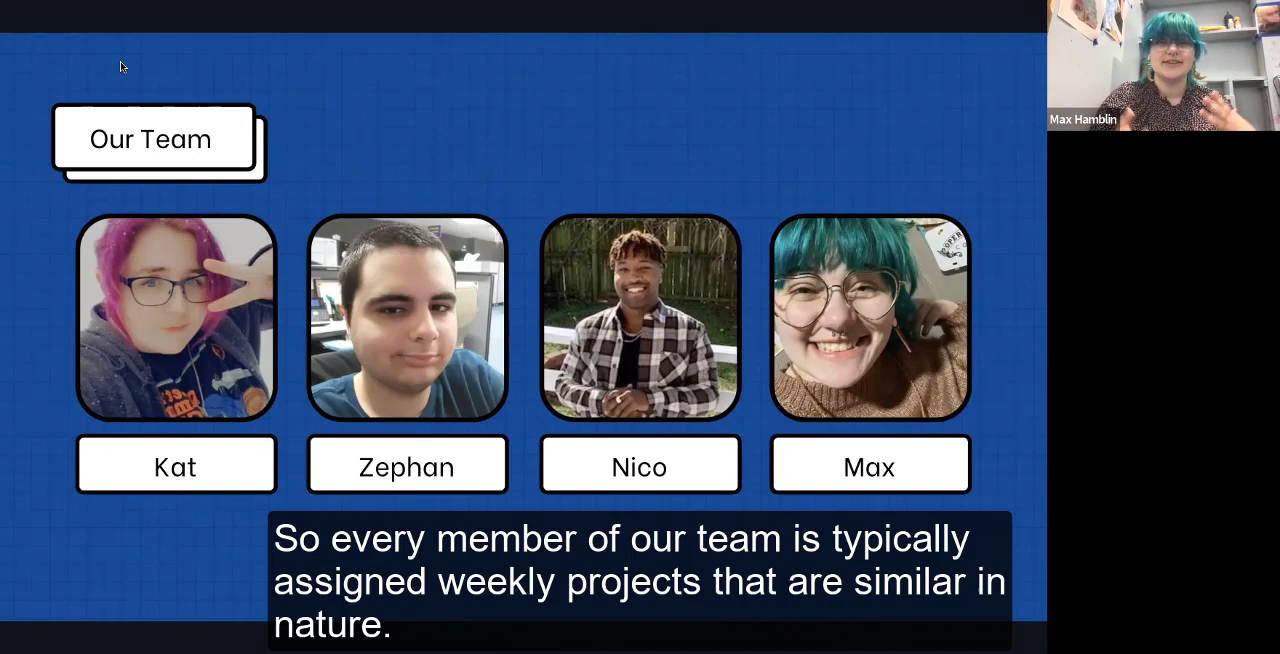 Max Hamblin
Our Team
Kat
Zephan
Nico
Max
So every member of our team is typically
assigned weekly projects that are similar in
nature.